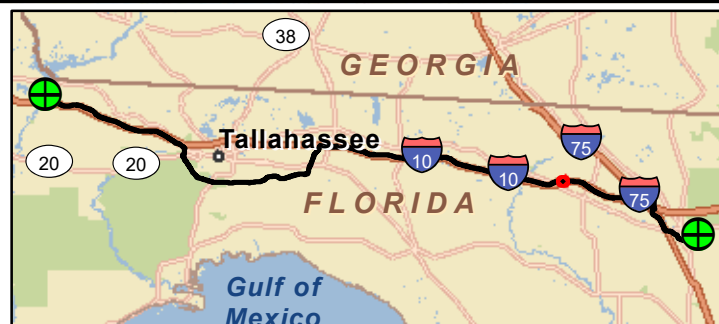 38
GEORGIA
Tallahassee
75
20
20
10
10
75
FLORIDA
Gulf of
Mexico